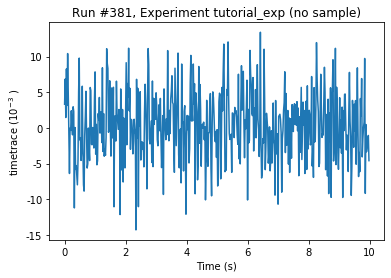 Run #381, Experiment tutorial_exp (no sample)
timetrace (10⁻³ )
10
5
0
-5
-10
-15
0 2 4 6 8 10
Time (s)